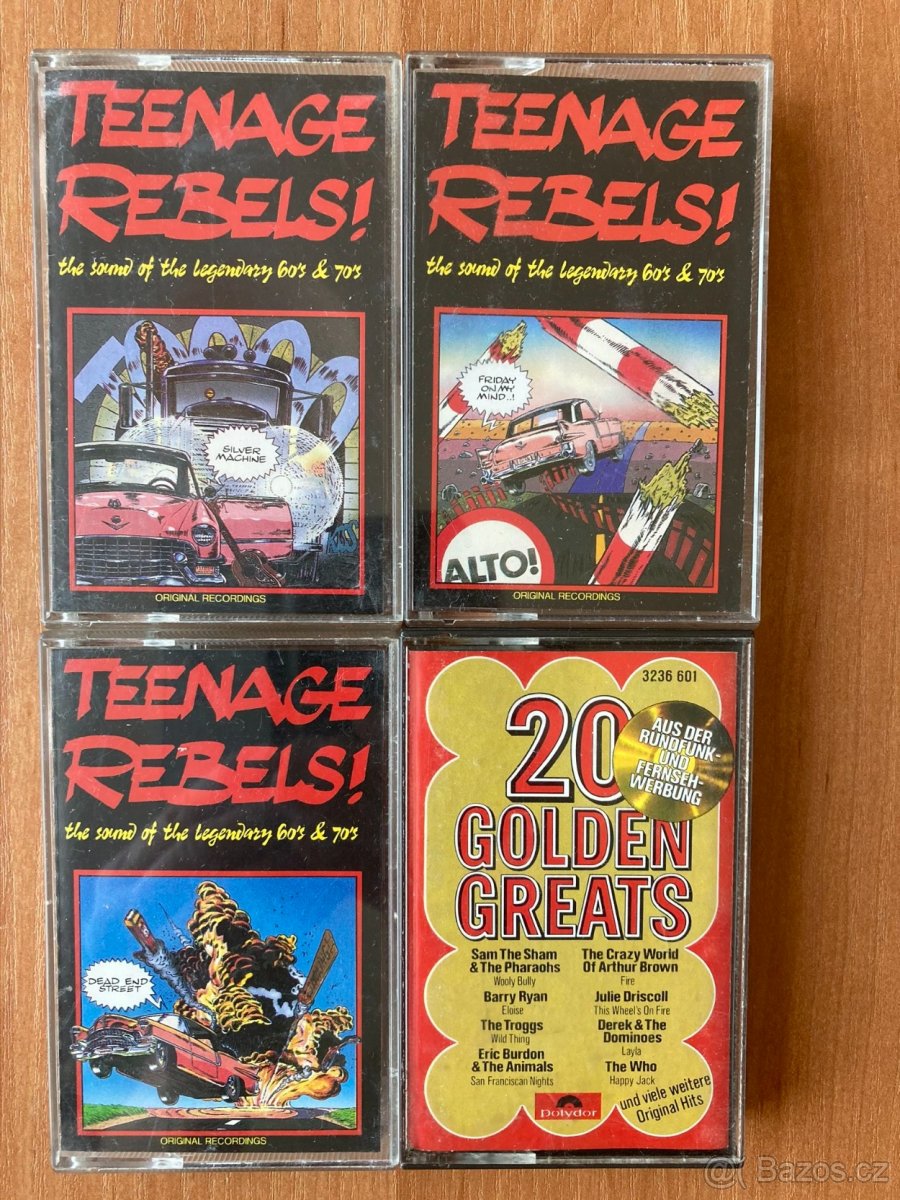 TEENAGE
REBELS!
the sound of the legendary 60's & 70's
SILVER
MACHINE
ORIGINAL RECORDINGS
TEENAGE
REBELS!
the sound of the legendary 60's & 70's
FRIDAY
ON MY
MIND..!
ALTO!
ORIGINAL RECORDINGS
TEENAGE
REBELS!
the sound of the legendary 60's & 70's
DEAD END
STREET
ORIGINAL RECORDINGS
3236 601
20
GOLDEN
GREATS
AUS DER
RUNDFUNK-
UND
FERNSEH-
WERBUNG
Sam The Sham
& The Pharaohs
Wooly Bully
Barry Ryan
Eloise
The Troggs
Wild Thing
Eric Burdon
& The Animals
San Franciscan Nights
The Crazy World
Of Arthur Brown
Fire
Julie Driscoll
This Wheel's On Fire
Derek & The
Dominoes
Layla
The Who
Happy Jack
und viele weitere
Original Hits
Polydor
Bazos.cz